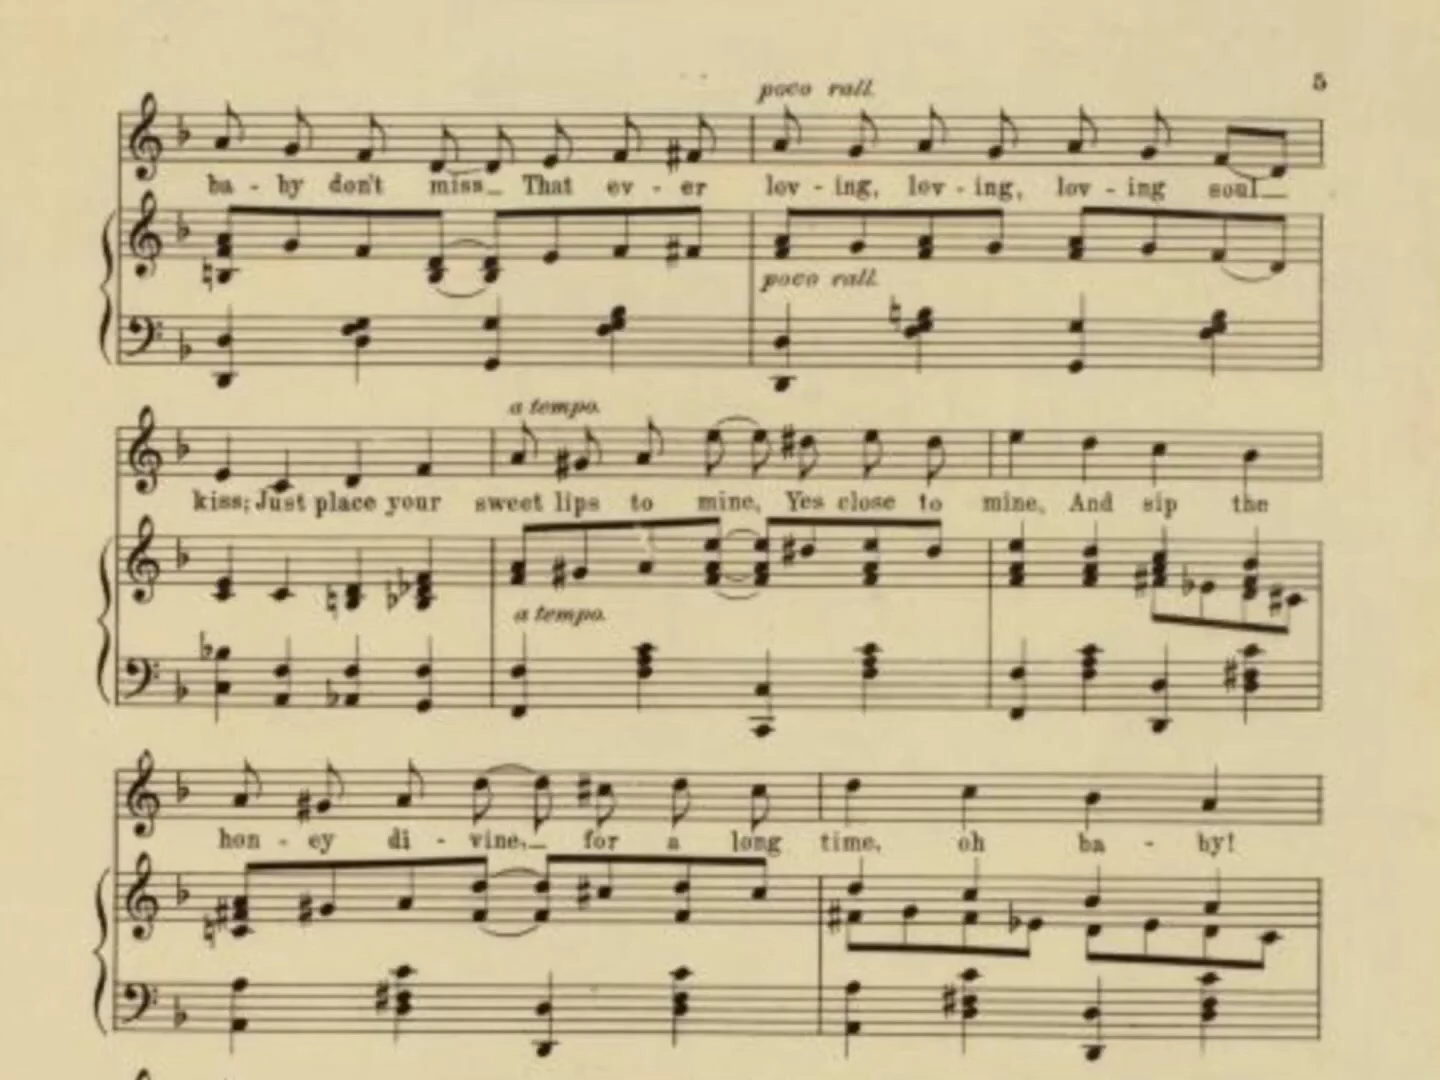 5
poco rall.
ba - by don't miss_ That ev - er lov - ing, lov - ing, lov - ing soul_
poco rall.
a tempo.
kiss; Just place your sweet lips to mine, Yes close to mine, And sip the
a tempo.
hon - ey di - vine,_ for a long time, oh ba - by!